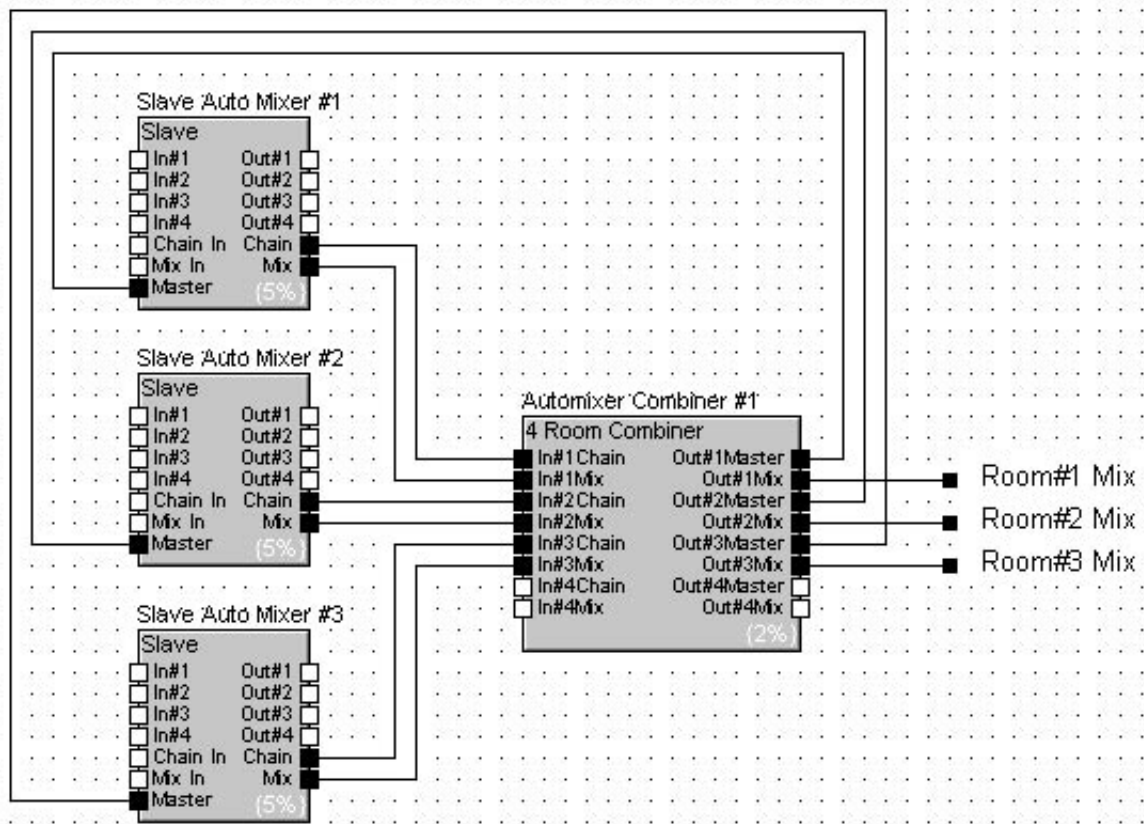 Slave Auto Mixer #1
Slave
In#1 Out#1
In#2 Out#2
In#3 Out#3
In#4 Out#4
Chain In Chain
Mix In Mix
Master (5%)
Slave Auto Mixer #2
Slave
In#1 Out#1
In#2 Out#2
In#3 Out#3
In#4 Out#4
Chain In Chain
Mix In Mix
Master (5%)
Slave Auto Mixer #3
Slave
In#1 Out#1
In#2 Out#2
In#3 Out#3
In#4 Out#4
Chain In Chain
Mix In Mix
Master (5%)
Automixer Combiner #1
4 Room Combiner
In#1Chain Out#1Master
In#1Mix Out#1Mix
In#2Chain Out#2Master
In#2Mix Out#2Mix
In#3Chain Out#3Master
In#3Mix Out#3Mix
In#4Chain Out#4Master
In#4Mix Out#4Mix
(2%)
Room#1 Mix
Room#2 Mix
Room#3 Mix